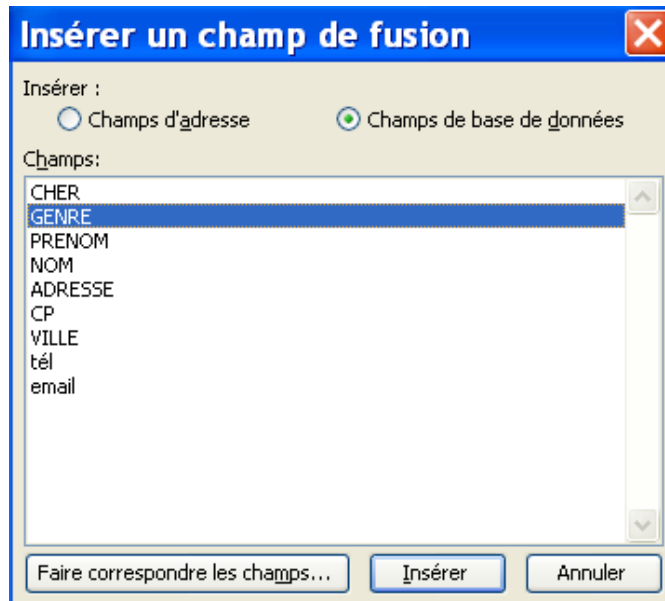 Insérer un champ de fusion
Insérer :
Champs d'adresse Champs de base de données
Champs:
CHER
GENRE
PRENOM
NOM
ADRESSE
CP
VILLE
tél
email
Faire correspondre les champs... Insérer Annuler